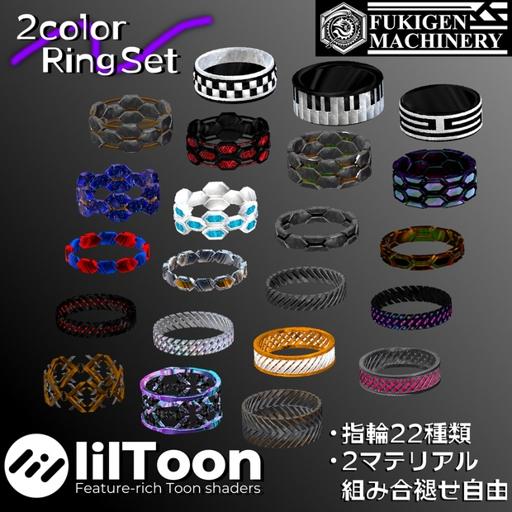 2color
Ring Set
FUKIGEN
MACHINERY
lilToon
Feature-rich Toon shaders
・指輪22種類
・2マテリアル
組み合褪せ自由